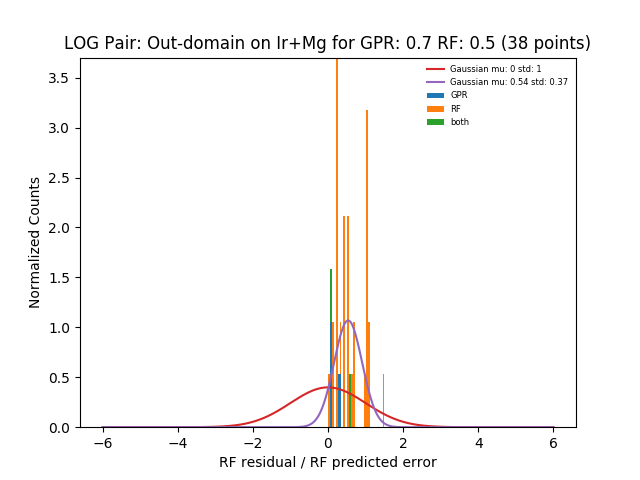 LOG Pair: Out-domain on Ir+Mg for GPR: 0.7 RF: 0.5 (38 points)
Gaussian mu: 0 std: 1
Gaussian mu: 0.54 std: 0.37
GPR
RF
both
Normalized Counts
3.5
3.0
2.5
2.0
1.5
1.0
0.5
0.0
−6 −4 −2 0 2 4 6
RF residual / RF predicted error